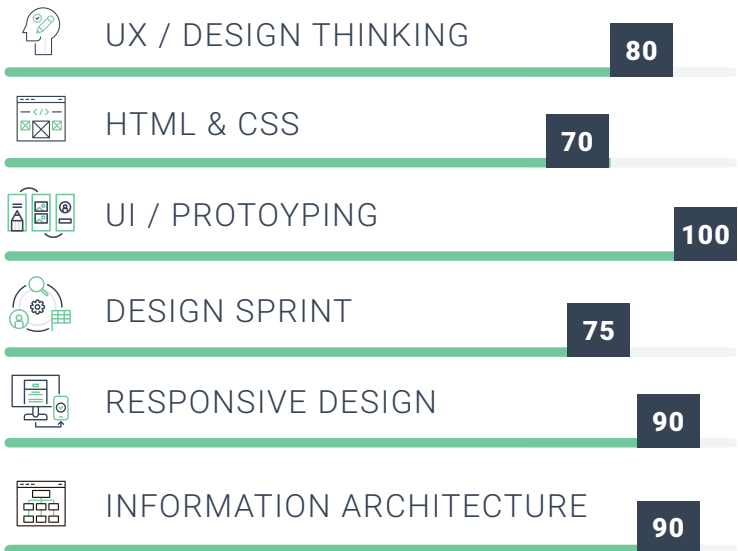 UX / DESIGN THINKING
80
HTML & CSS
70
UI / PROTOYPING
100
DESIGN SPRINT
75
RESPONSIVE DESIGN
90
INFORMATION ARCHITECTURE
90